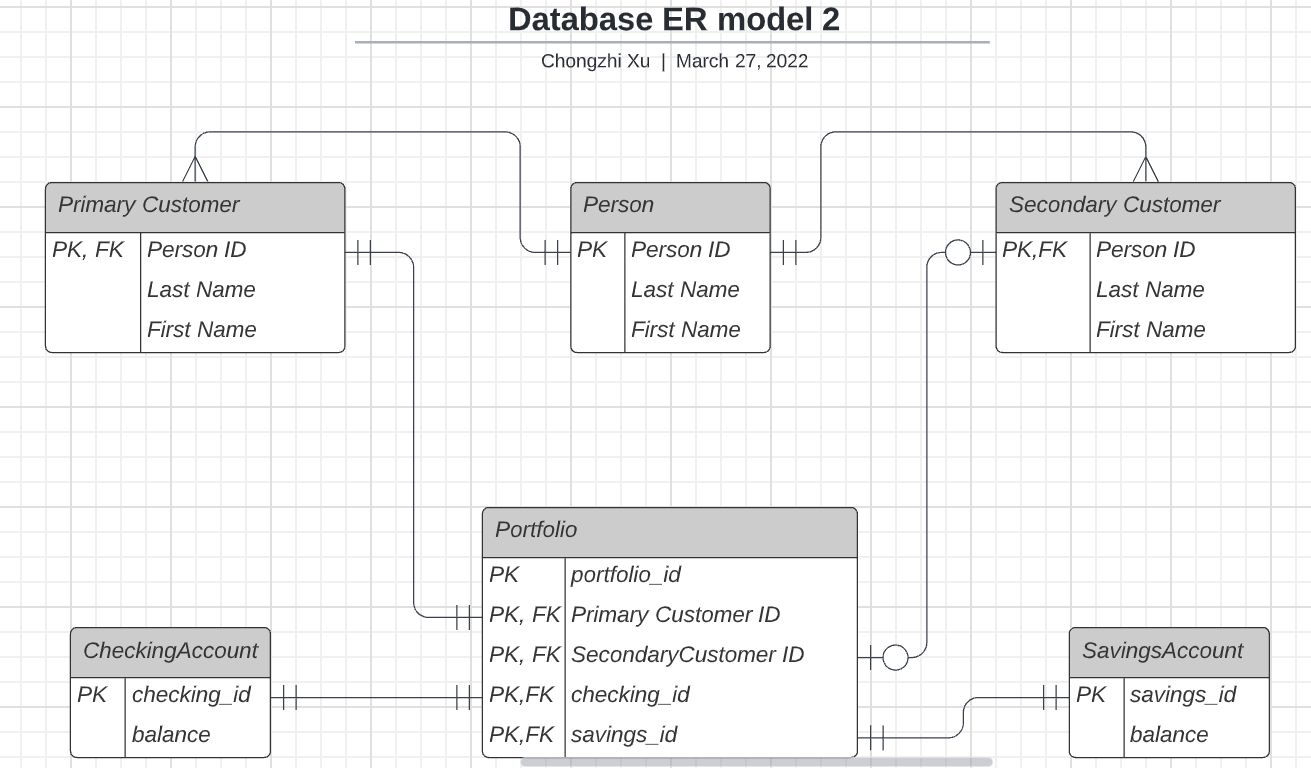 Database ER model 2
Chongzhi Xu | March 27, 2022
Primary Customer
PK, FK Person ID
Last Name
First Name
Person
PK Person ID
Last Name
First Name
Secondary Customer
PK,FK Person ID
Last Name
First Name
Portfolio
PK portfolio_id
PK, FK Primary Customer ID
PK, FK SecondaryCustomer ID
PK,FK checking_id
PK,FK savings_id
CheckingAccount
PK checking_id
balance
SavingsAccount
PK savings_id
balance